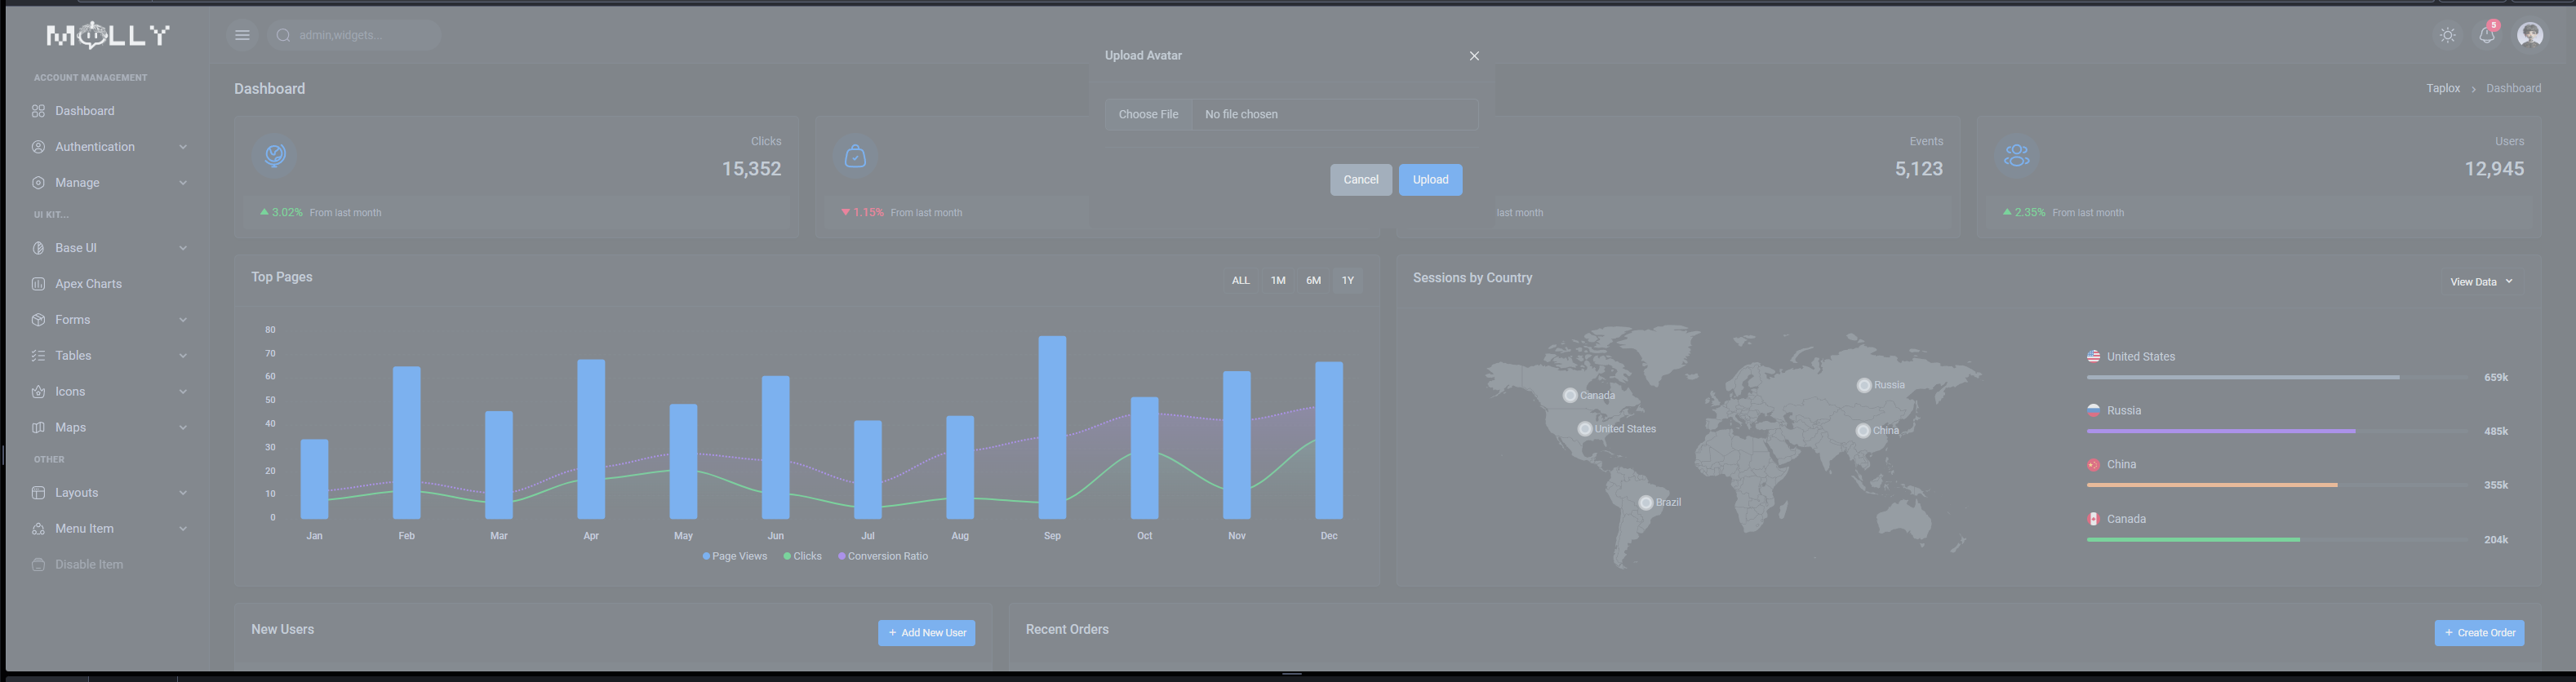 MOLLY
admin,widgets...
5
Upload Avatar
Choose File
No file chosen
Cancel
Upload
ACCOUNT MANAGEMENT
Dashboard
Authentication
Manage
UI KIT...
Base UI
Apex Charts
Forms
Tables
Icons
Maps
OTHER
Layouts
Menu Item
Disable Item
Dashboard
Taplox
Dashboard
Clicks
15,352
3.02% From last month
1.15% From last month
Events
5,123
last month
Users
12,945
2.35% From last month
Top Pages
ALL 1M 6M 1Y
80
70
60
50
40
30
20
10
0
Jan Feb Mar Apr May Jun Jul Aug Sep Oct Nov Dec
Page Views Clicks Conversion Ratio
Sessions by Country
View Data
Canada
Russia
United States
China
Brazil
United States
659k
Russia
485k
China
355k
Canada
204k
New Users
+ Add New User
Recent Orders
+ Create Order